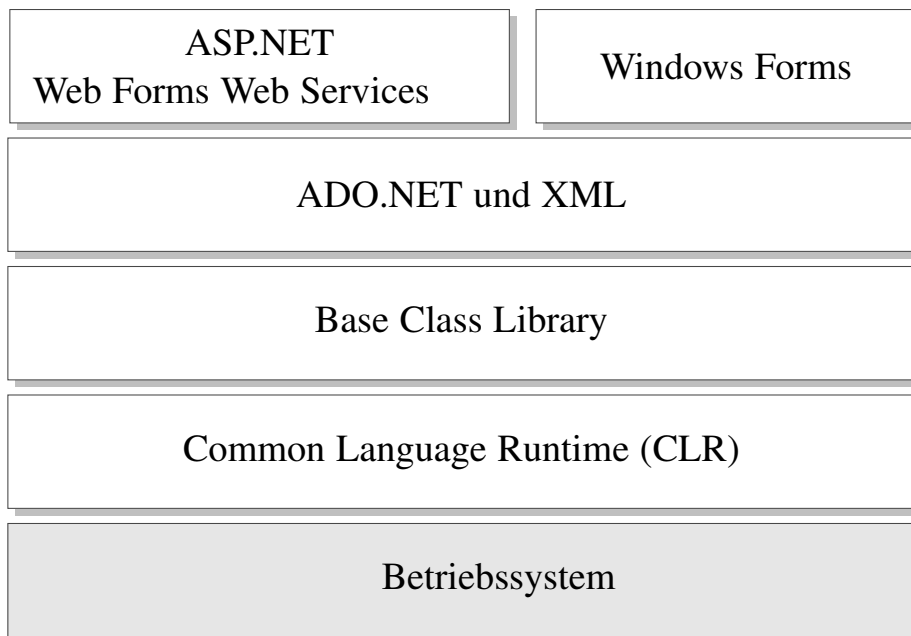 ASP.NET
Web Forms Web Services
Windows Forms
ADO.NET und XML
Base Class Library
Common Language Runtime (CLR)
Betriebssystem